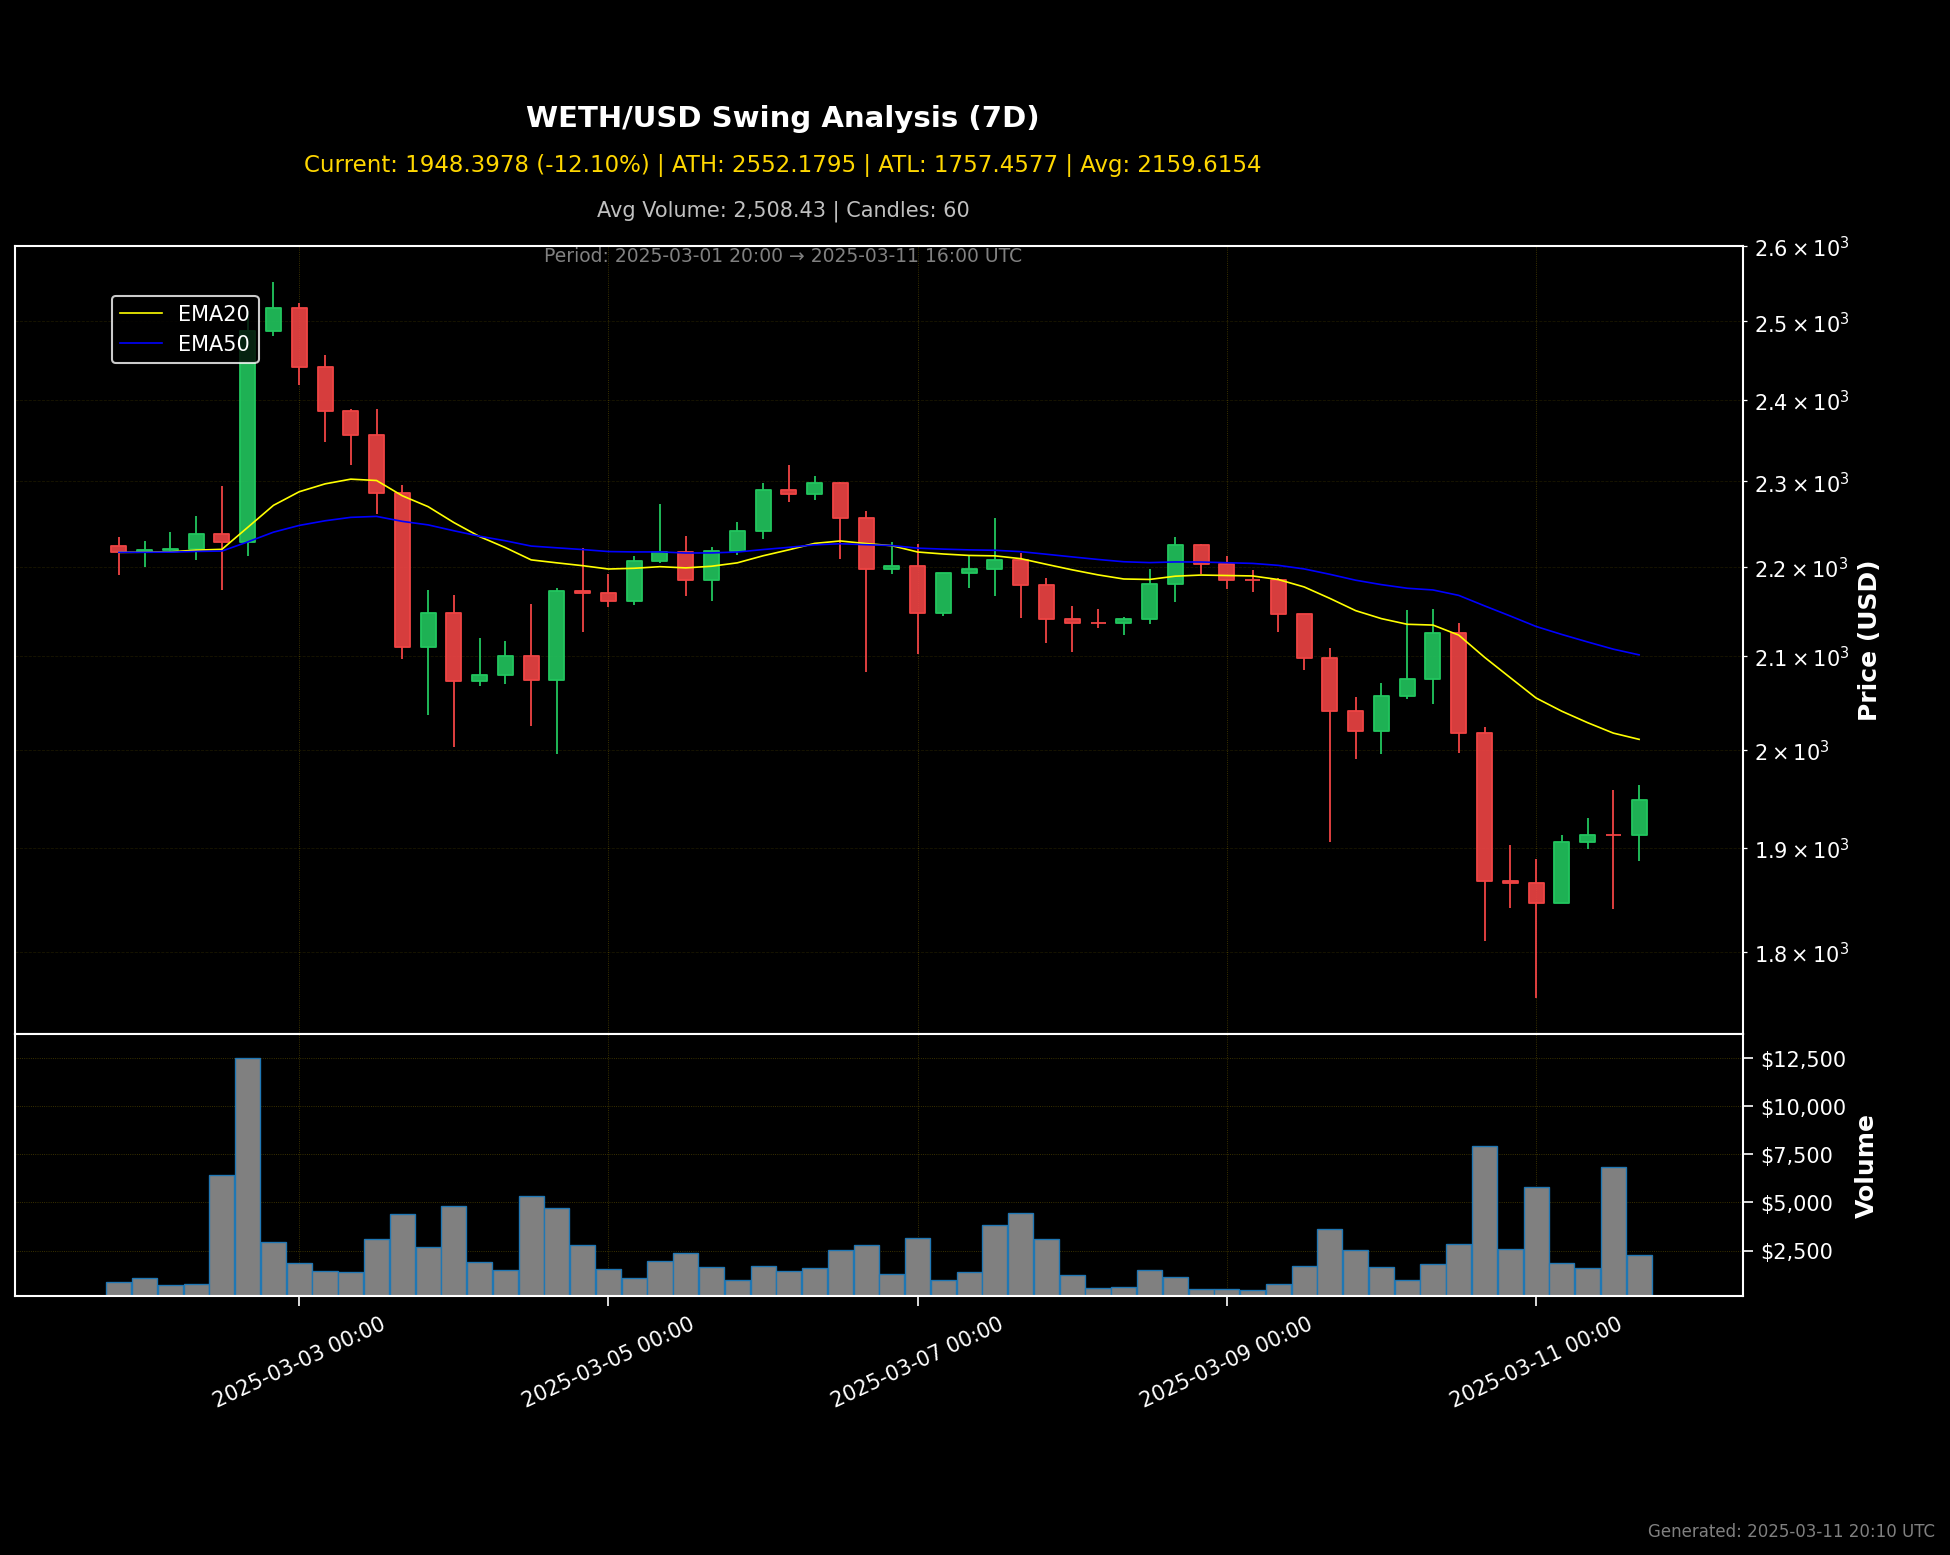 WETH/USD Swing Analysis (7D)
Current: 1948.3978 (-12.10%) | ATH: 2552.1795 | ATL: 1757.4577 | Avg: 2159.6154
Avg Volume: 2,508.43 | Candles: 60
Period: 2025-03-01 20:00 → 2025-03-11 16:00 UTC
EMA20
EMA50
2.6 × 10³
2.5 × 10³
2.4 × 10³
2.3 × 10³
2.2 × 10³
2.1 × 10³
2 × 10³
1.9 × 10³
1.8 × 10³
Price (USD)
$12,500
$10,000
$7,500
$5,000
$2,500
Volume
2025-03-03 00:00
2025-03-05 00:00
2025-03-07 00:00
2025-03-09 00:00
2025-03-11 00:00
Generated: 2025-03-11 20:10 UTC